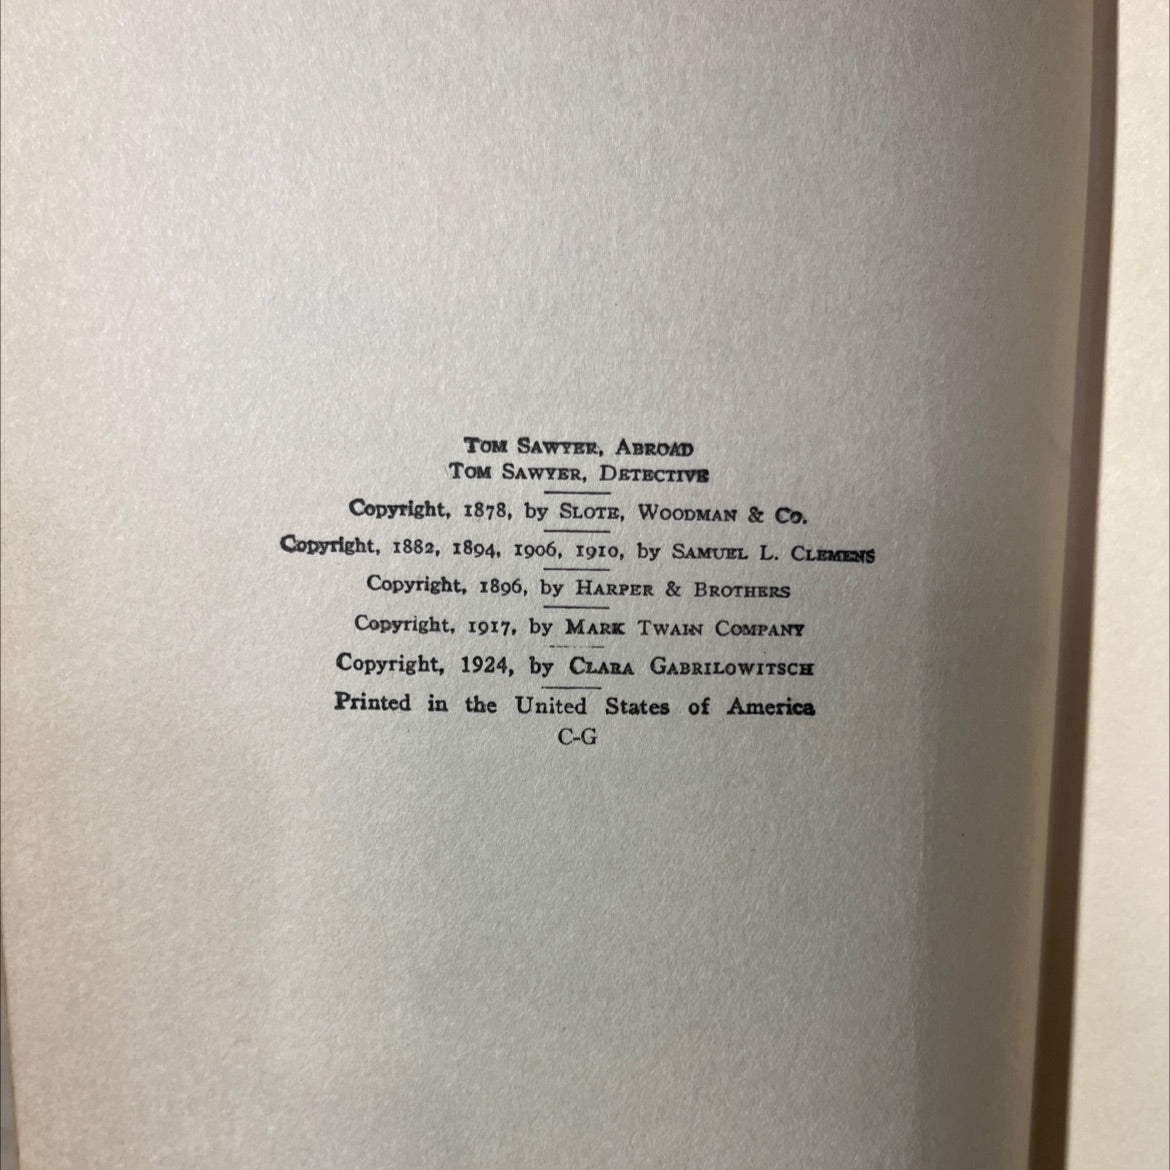 Tom Sawyer, Abroad
Tom Sawyer, Detective
Copyright, 1878, by Slote, Woodman & Co.
Copyright, 1882, 1894, 1906, 1910, by Samuel L. Clemens
Copyright, 1896, by Harper & Brothers
Copyright, 1917, by Mark Twain Company
Copyright, 1924, by Clara Gabrilowitsch
Printed in the United States of America
C-G